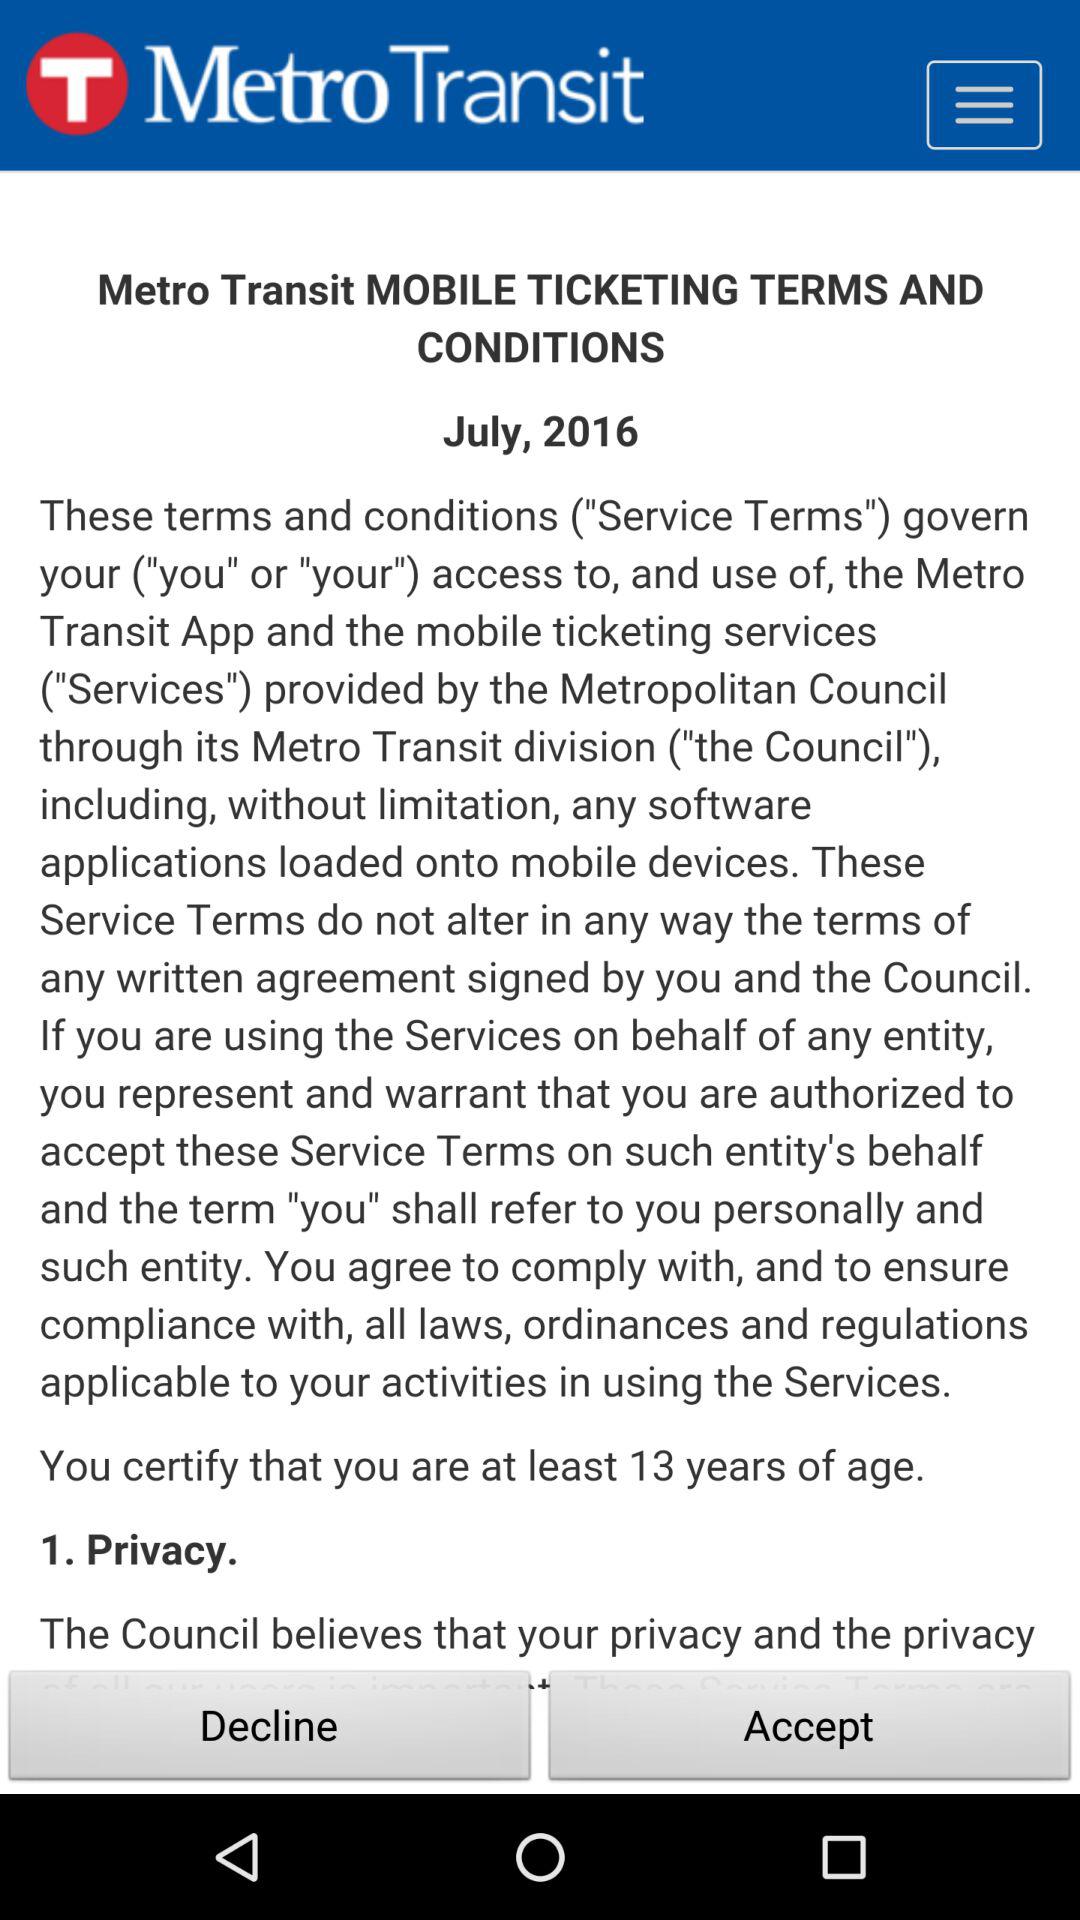 T MetroTransit
Metro Transit MOBILE TICKETING TERMS AND
CONDITIONS
July, 2016
These terms and conditions ("Service Terms") govern
your ("you" or "your") access to, and use of, the Metro
Transit App and the mobile ticketing services
("Services") provided by the Metropolitan Council
through its Metro Transit division ("the Council"),
including, without limitation, any software
applications loaded onto mobile devices. These
Service Terms do not alter in any way the terms of
any written agreement signed by you and the Council.
If you are using the Services on behalf of any entity,
you represent and warrant that you are authorized to
accept these Service Terms on such entity's behalf
and the term "you" shall refer to you personally and
such entity. You agree to comply with, and to ensure
compliance with, all laws, ordinances and regulations
applicable to your activities in using the Services.
You certify that you are at least 13 years of age.
1. Privacy.
The Council believes that your privacy and the privacy
Decline
Accept